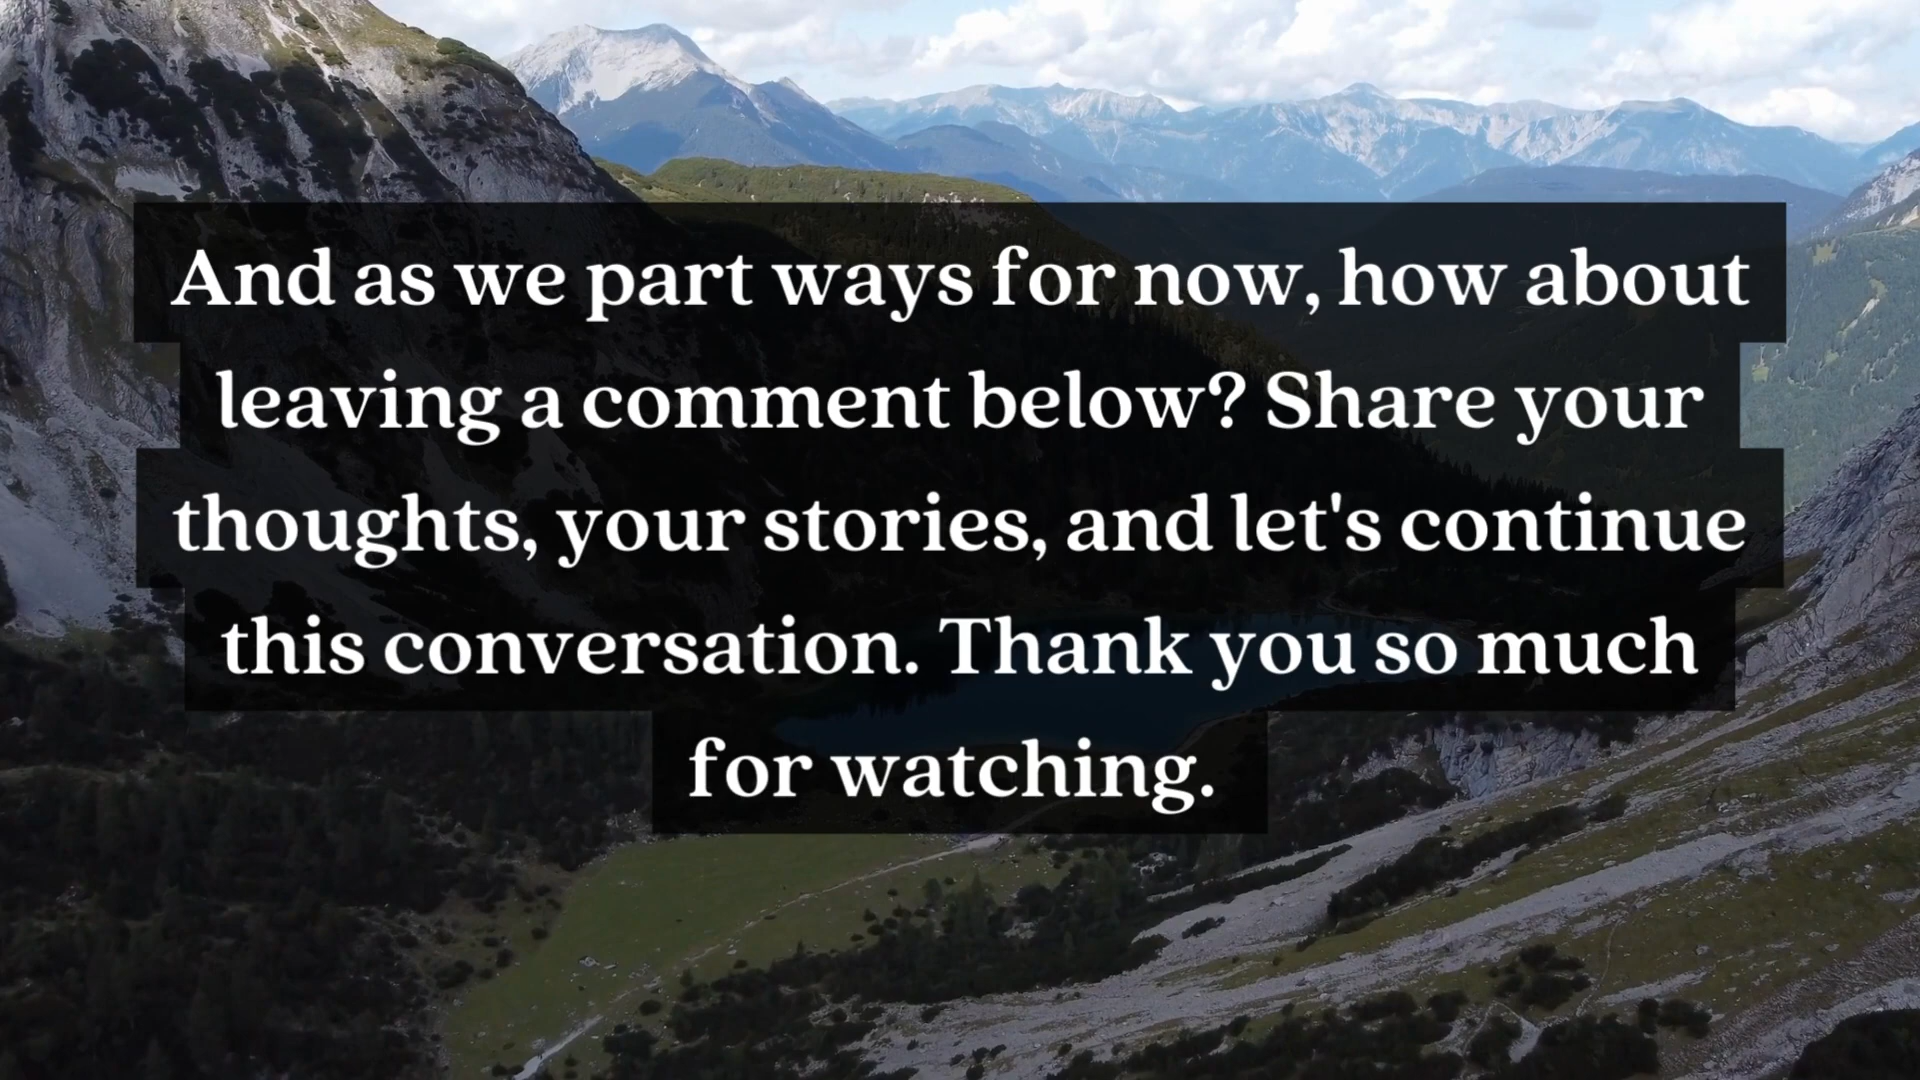 And as we part ways for now, how about
leaving a comment below? Share your
thoughts, your stories, and let's continue
this conversation. Thank you so much
for watching.